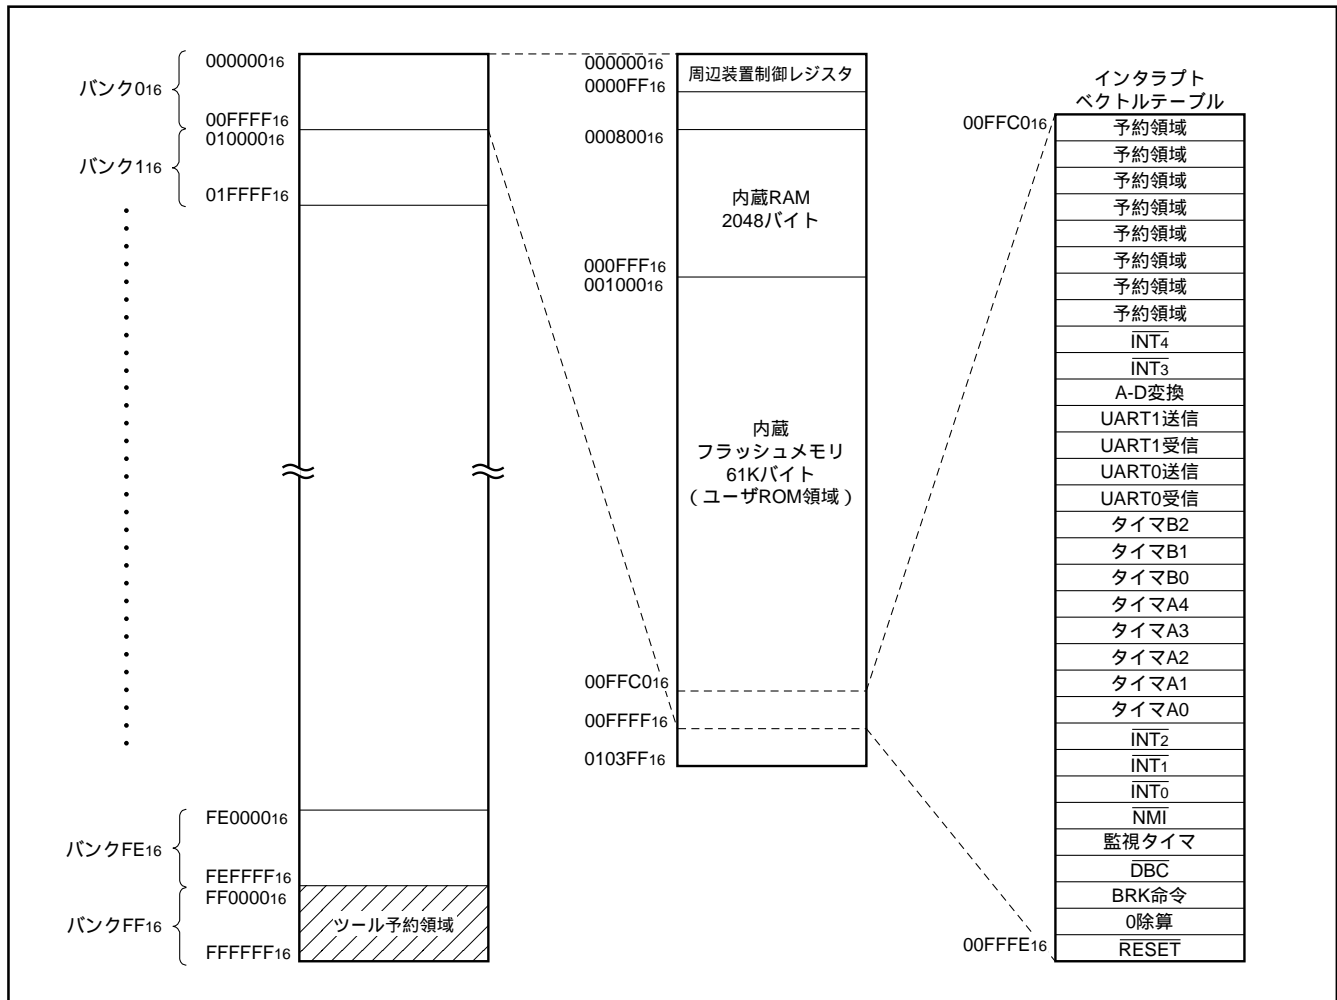 バンク016
バンク116
バンクFE16
バンクFF16
00000016
00FFFF16
01000016
01FFFF16
FE000016
FEFFFF16
FF000016
FFFFFF16
ツール予約領域
00000016
0000FF16
00080016
000FFF16
00100016
00FFC016
00FFFF16
0103FF16
周辺装置制御レジスタ
内蔵RAM
2048バイト
内蔵
フラッシュメモリ
61Kバイト
(ユーザROM領域)
インタラプト
ベクトルテーブル
00FFC016
00FFFE16
予約領域
予約領域
予約領域
予約領域
予約領域
予約領域
予約領域
予約領域
INT4
INT3
A-D変換
UART1送信
UART1受信
UART0送信
UART0受信
タイマB2
タイマB1
タイマB0
タイマA4
タイマA3
タイマA2
タイマA1
タイマA0
INT2
INT1
INT0
NMI
監視タイマ
DBC
BRK命令
0除算
RESET